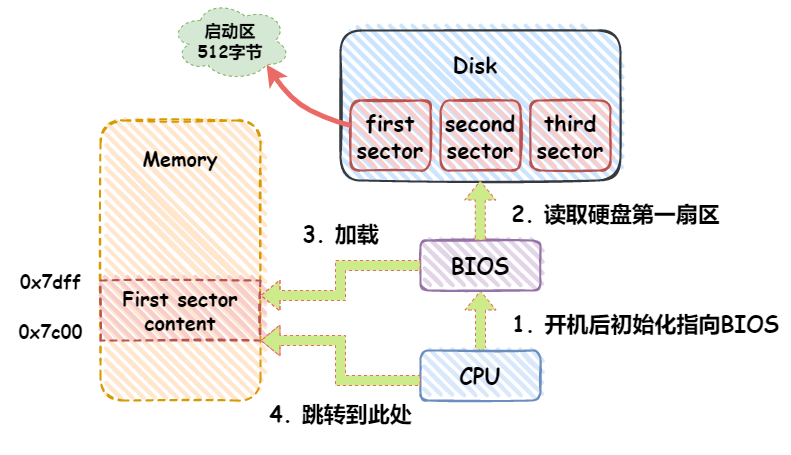 启动区
512字节
Disk
first
sector
second
sector
third
sector
Memory
2. 读取硬盘第一扇区
3. 加载
BIOS
0x7dff
First sector
content
0x7c00
1. 开机后初始化指向BIOS
CPU
4. 跳转到此处